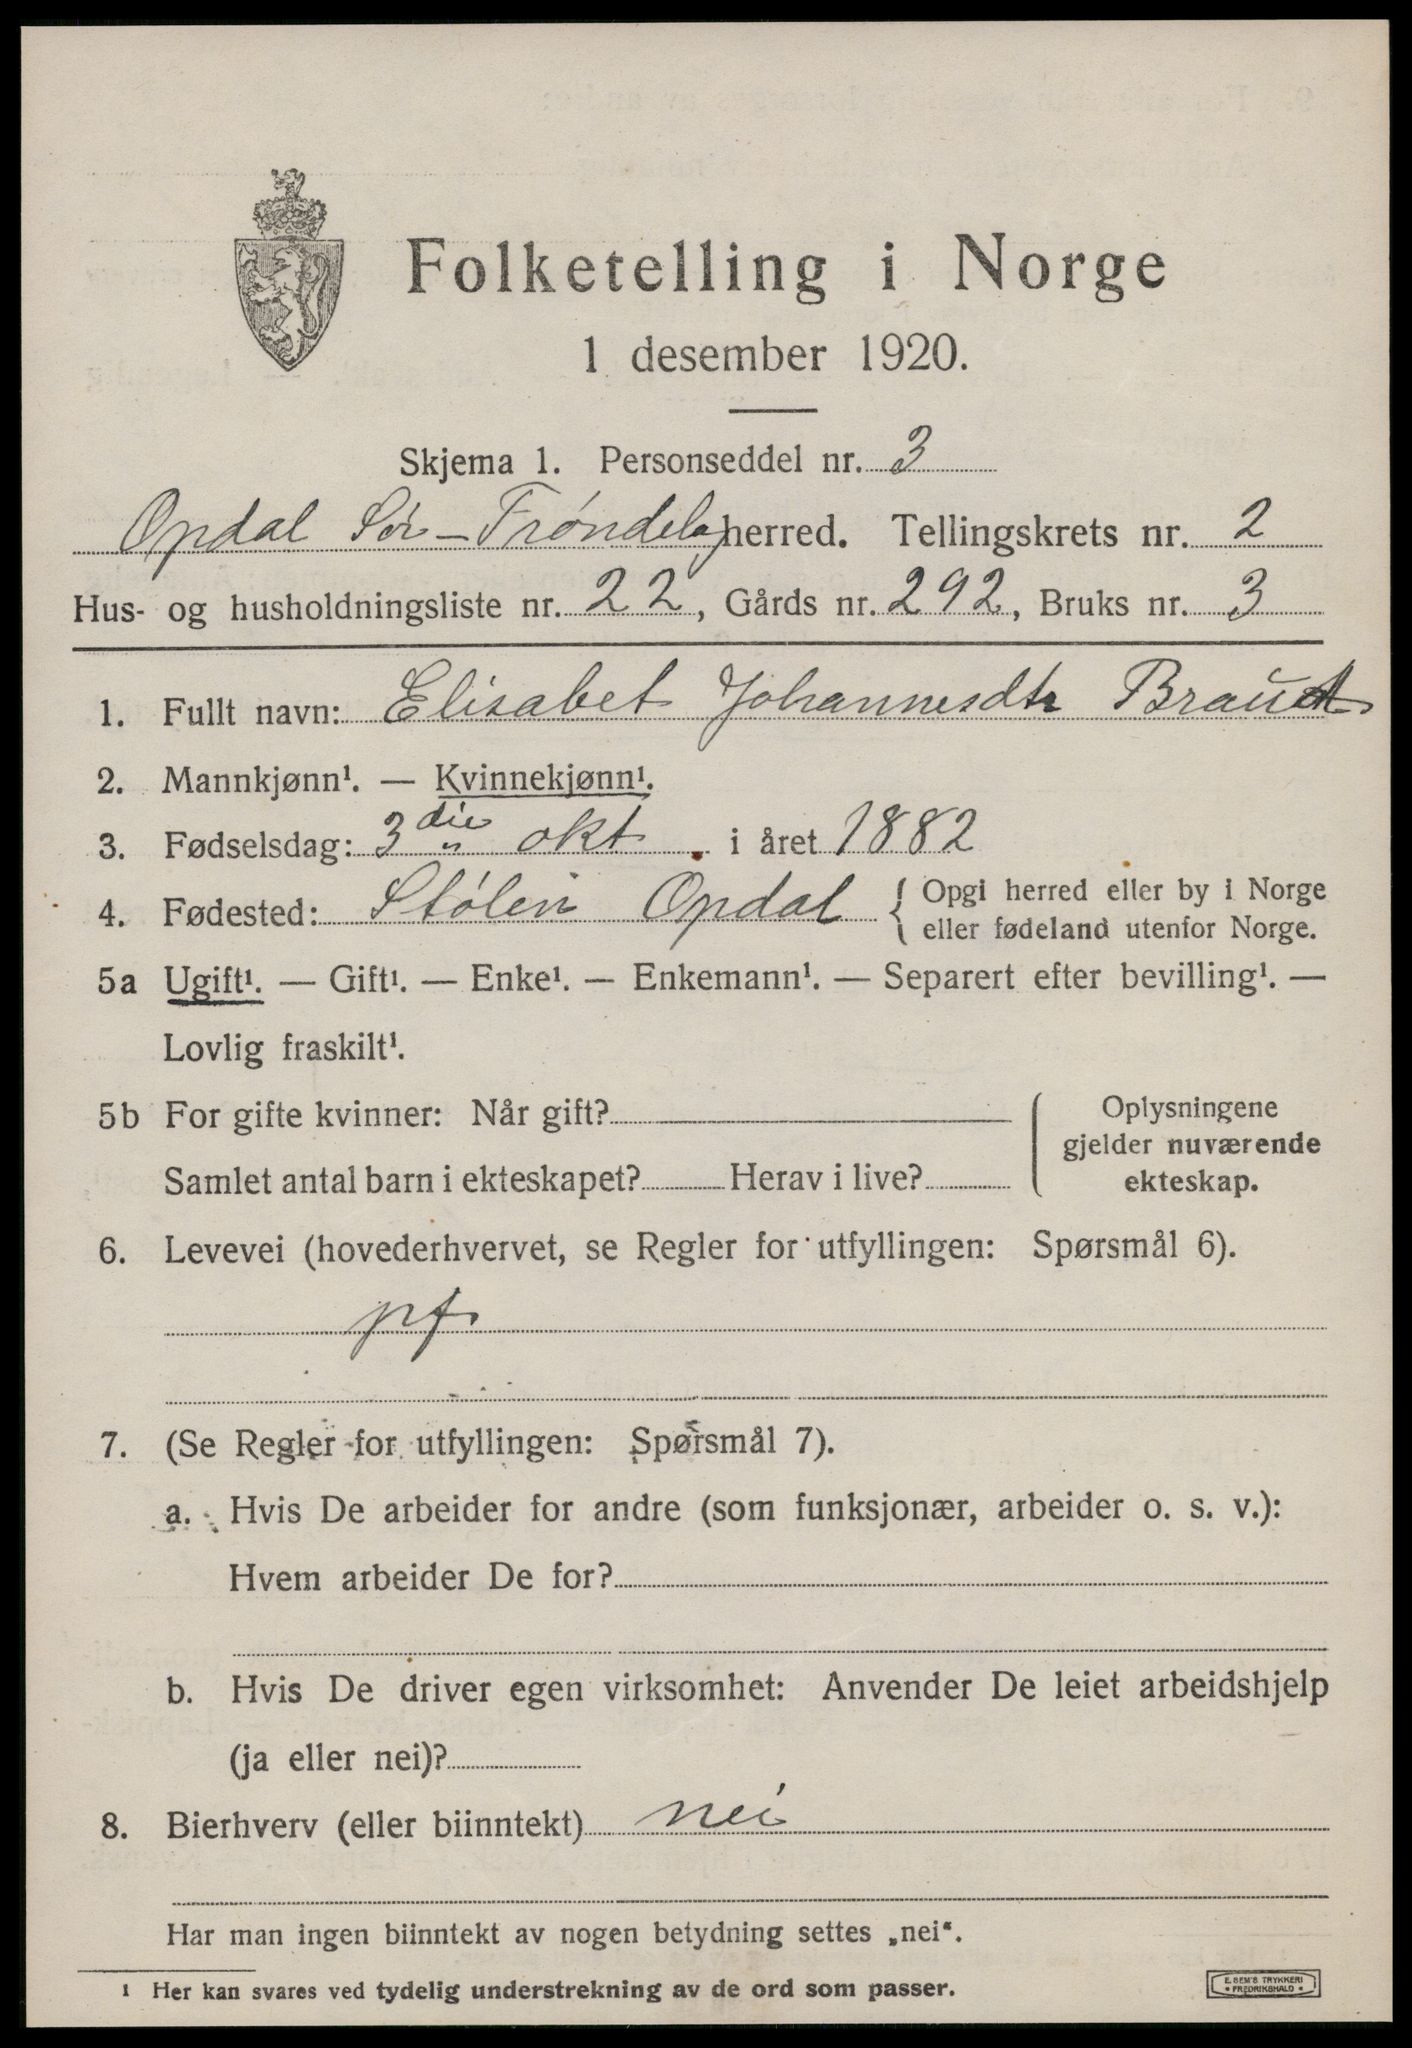 Folketelling i Norge
1 desember 1920.
Skjema 1. Personseddel nr. 3
Opdal Sör-Trøndelag herred. Tellingskrets nr. 2
Hus- og husholdningsliste nr. 22, Gårds nr. 292, Bruks nr. 3
1. Fullt navn: Elisabet Johannesdtr
2. Mannkjønn¹. — Kvinnekjønn¹.
3. Fødselsdag: 3die okt i året 1882
4. Fødested: Stølen Opdal { Opgi herred eller by i Norge
eller fødeland utenfor Norge.
5a Ugift¹. — Gift¹. — Enke¹. — Enkemann¹. — Separert efter bevilling¹. —
Lovlig fraskilt¹.
5b For gifte kvinner: Når gift?
Samlet antal barn i ekteskapet? Herav i live?
Oplysningene
gjelder nuværende
ekteskap.
6. Levevei (hovederhvervet, se Regler for utfyllingen: Spørsmål 6).
pf
7. (Se Regler for utfyllingen: Spørsmål 7).
a. Hvis De arbeider for andre (som funksjonær, arbeider o. s. v.):
Hvem arbeider De for?
b. Hvis De driver egen virksomhet: Anvender De leiet arbeidshjelp
(ja eller nei)?
8. Bierhverv (eller biinntekt) nei
Har man ingen biinntekt av nogen betydning settes „nei“.
¹ Her kan svares ved tydelig understrekning av de ord som passer.
E. SEM'S TRYKKERI
FREDRIKSHALD